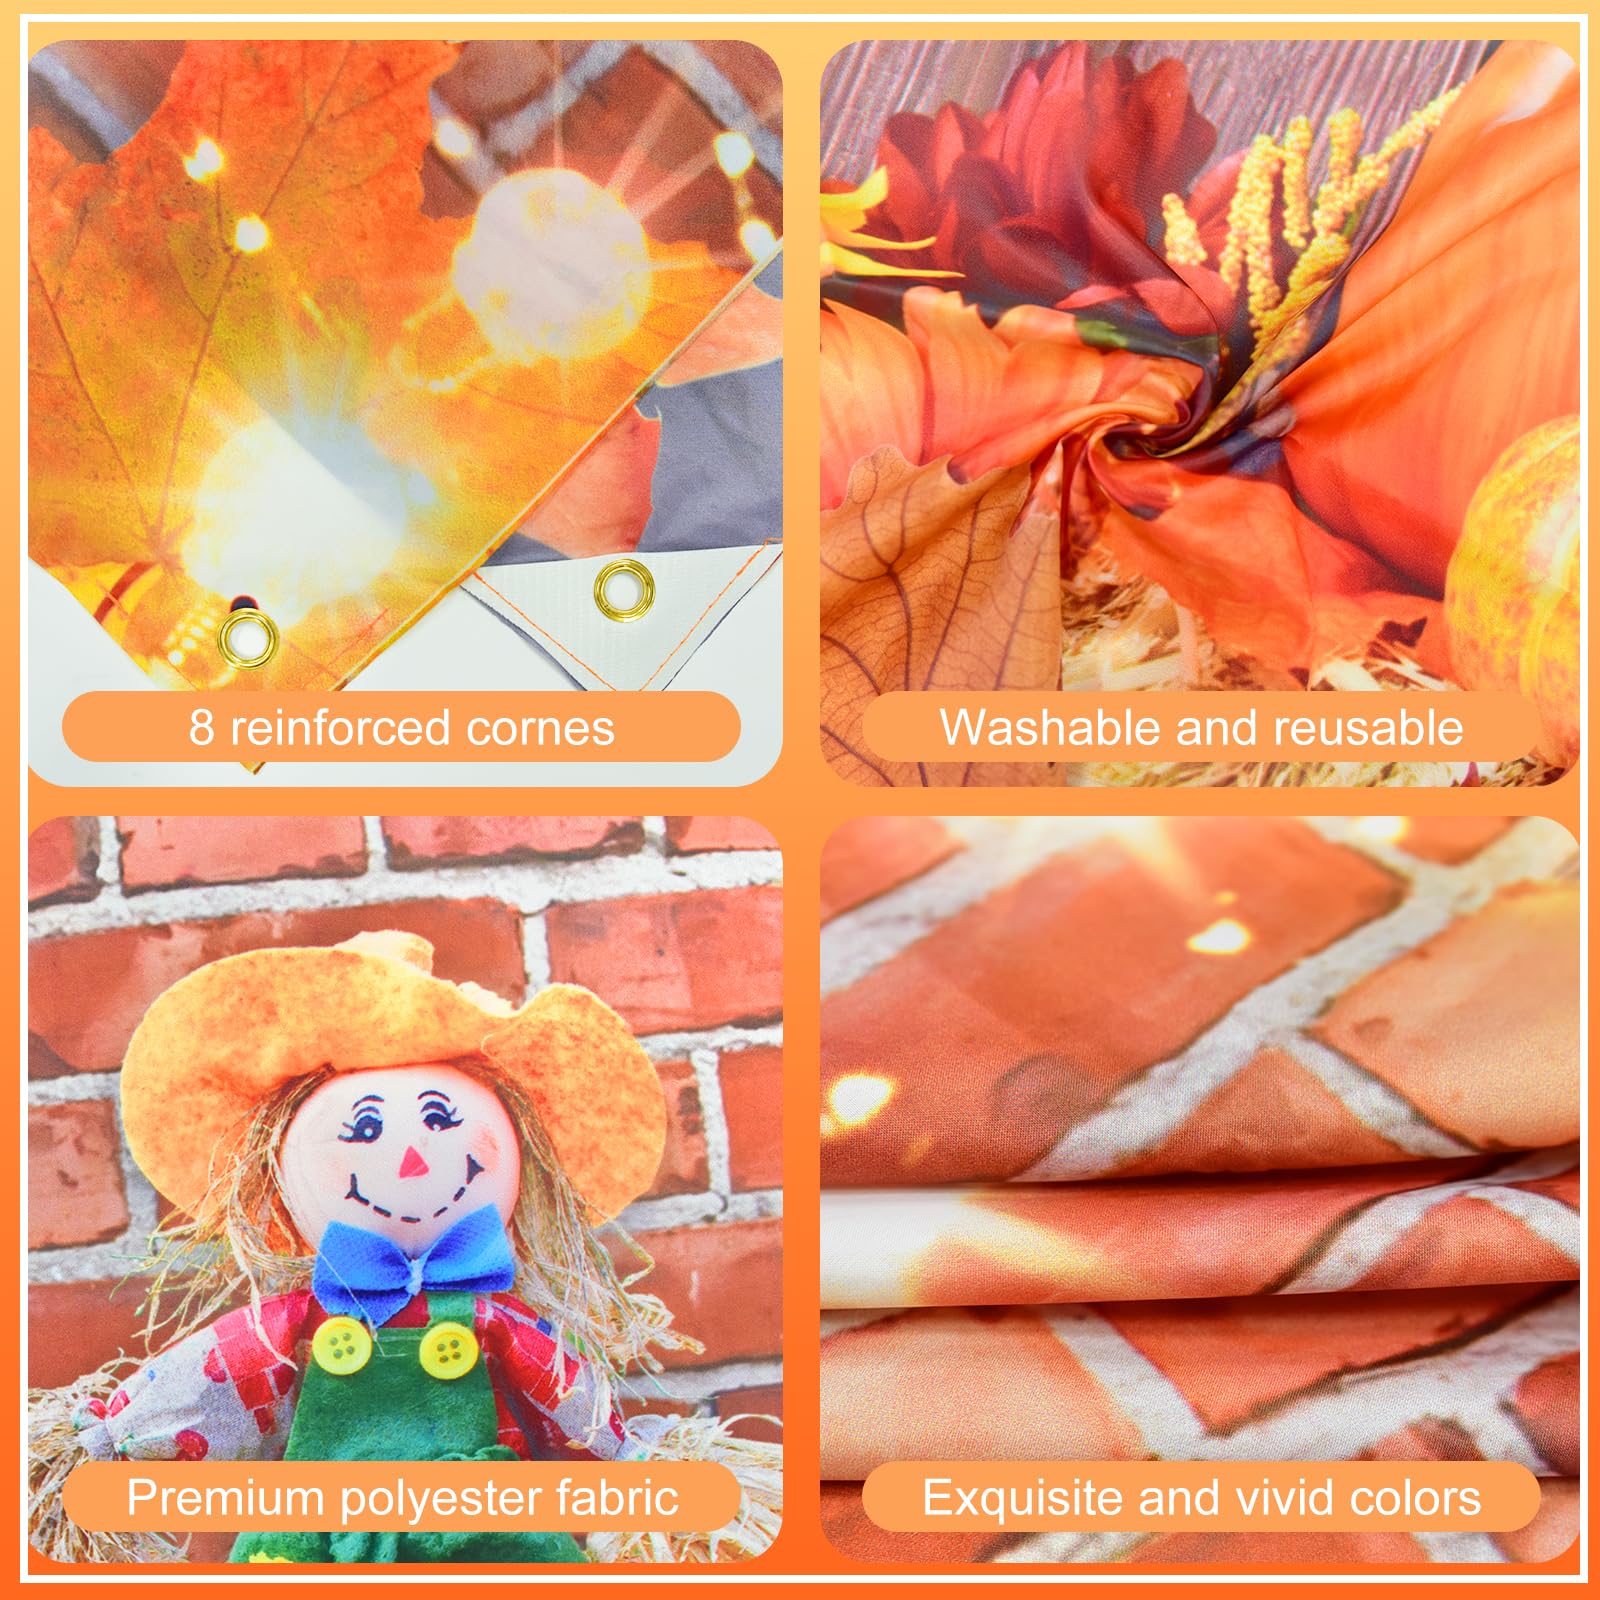 8 reinforced cornes
Washable and reusable
Premium polyester fabric
Exquisite and vivid colors